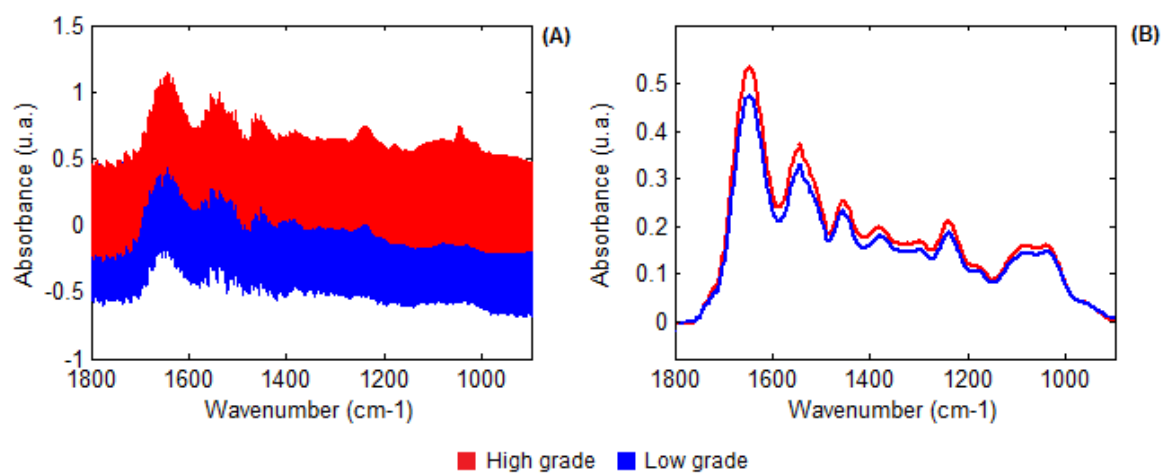 (A)
Absorbance (u.a.)
1.5
1
0.5
0
-0.5
-1
1800 1600 1400 1200 1000
Wavenumber (cm-1)
(B)
Absorbance (u.a.)
0.5
0.4
0.3
0.2
0.1
0
1800 1600 1400 1200 1000
Wavenumber (cm-1)
High grade Low grade